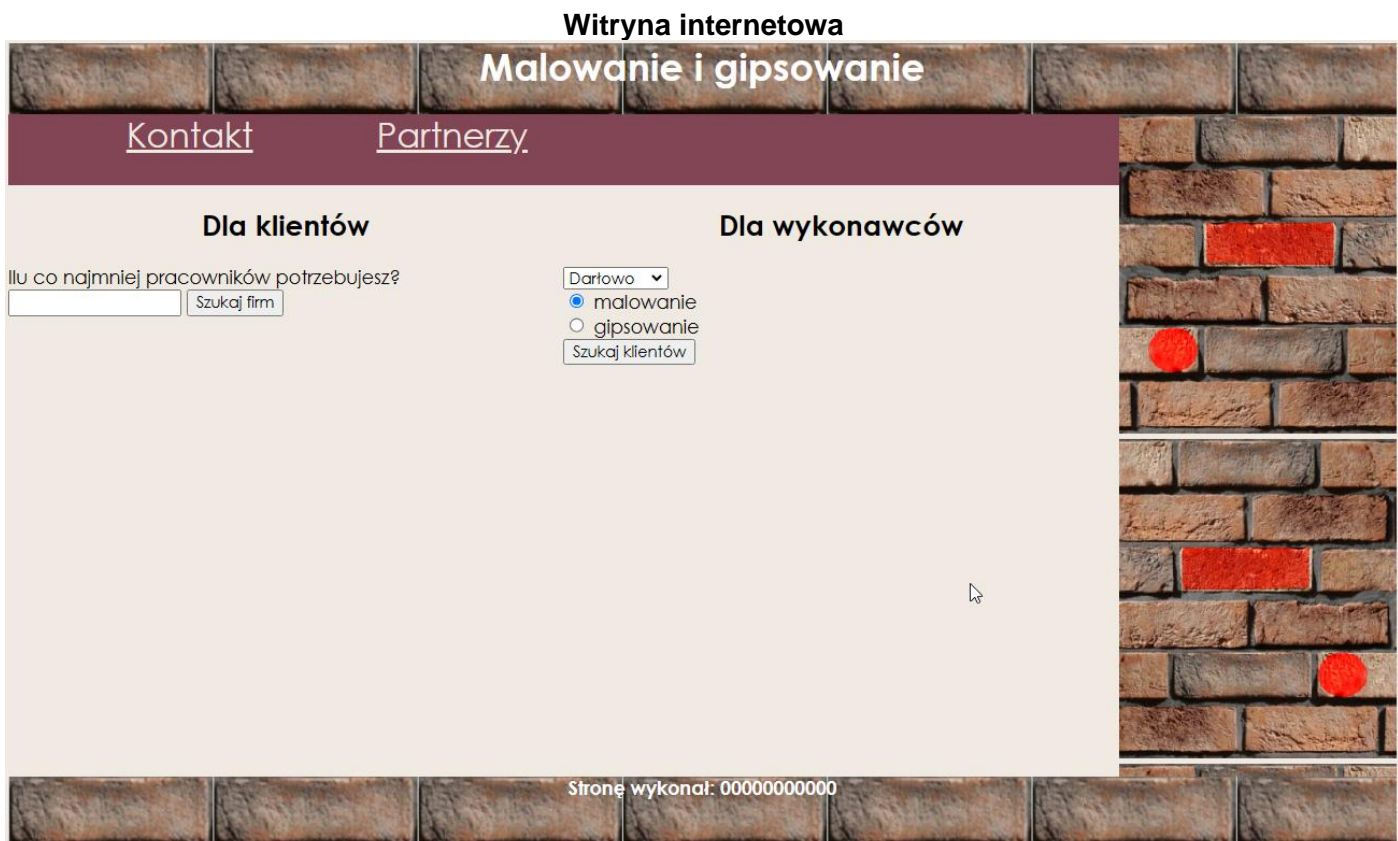 Witryna internetowa
Malowanie i gipsowanie
Kontakt Partnerzy
Dla klientów
Ilu co najmniej pracowników potrzebujesz?
Szukaj firm
Dla wykonawców
Darłowo
malowanie
gipsowanie
Szukaj klientów
Stronę wykonał: 00000000000